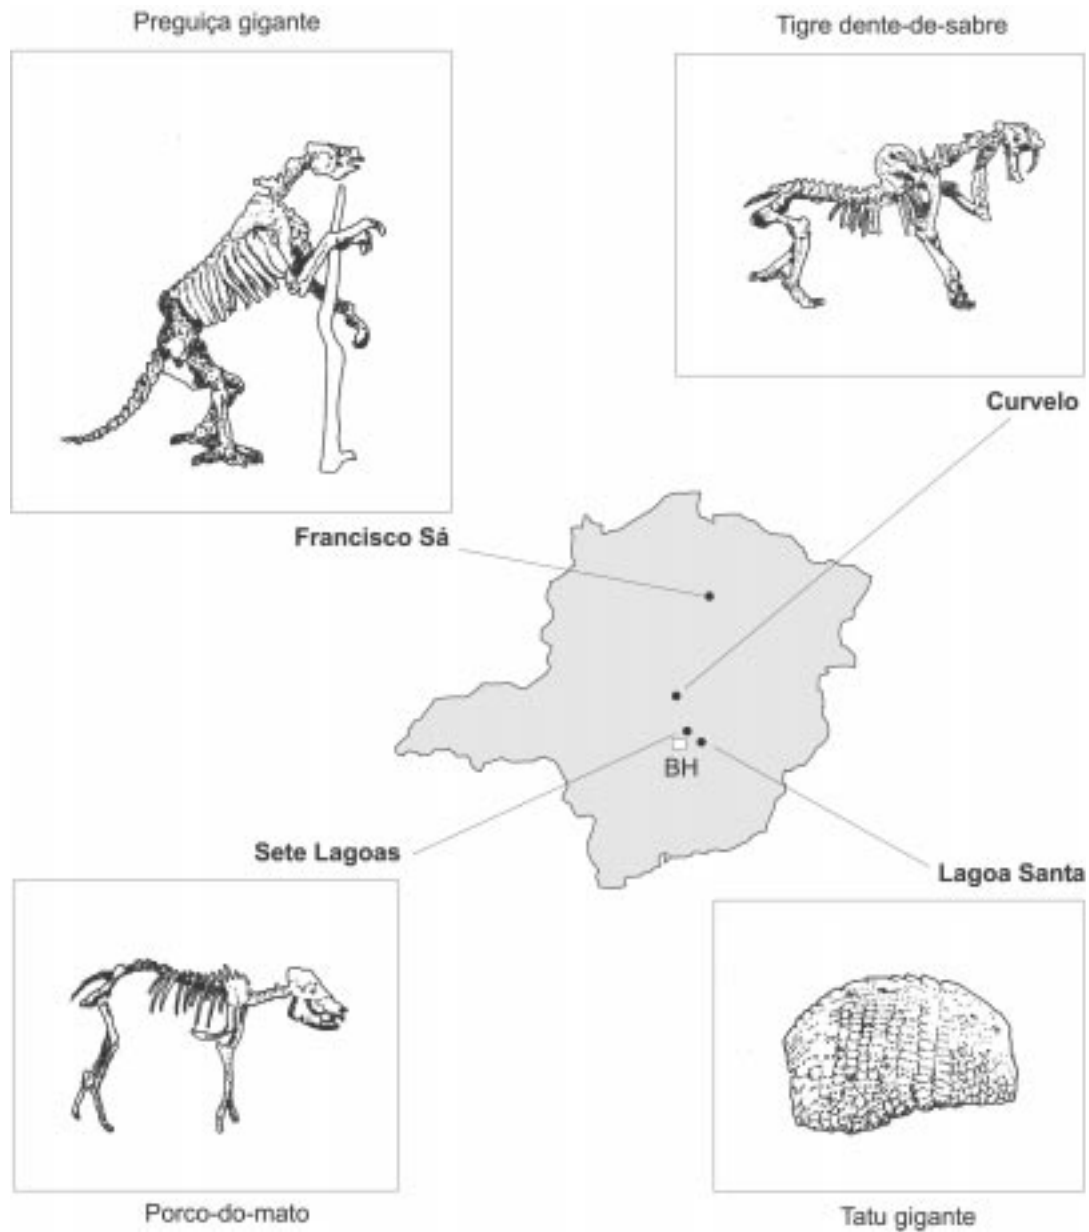 Preguiça gigante
Tigre dente-de-sabre
Curvelo
Francisco Sá
BH
Sete Lagoas
Lagoa Santa
Porco-do-mato
Tatu gigante